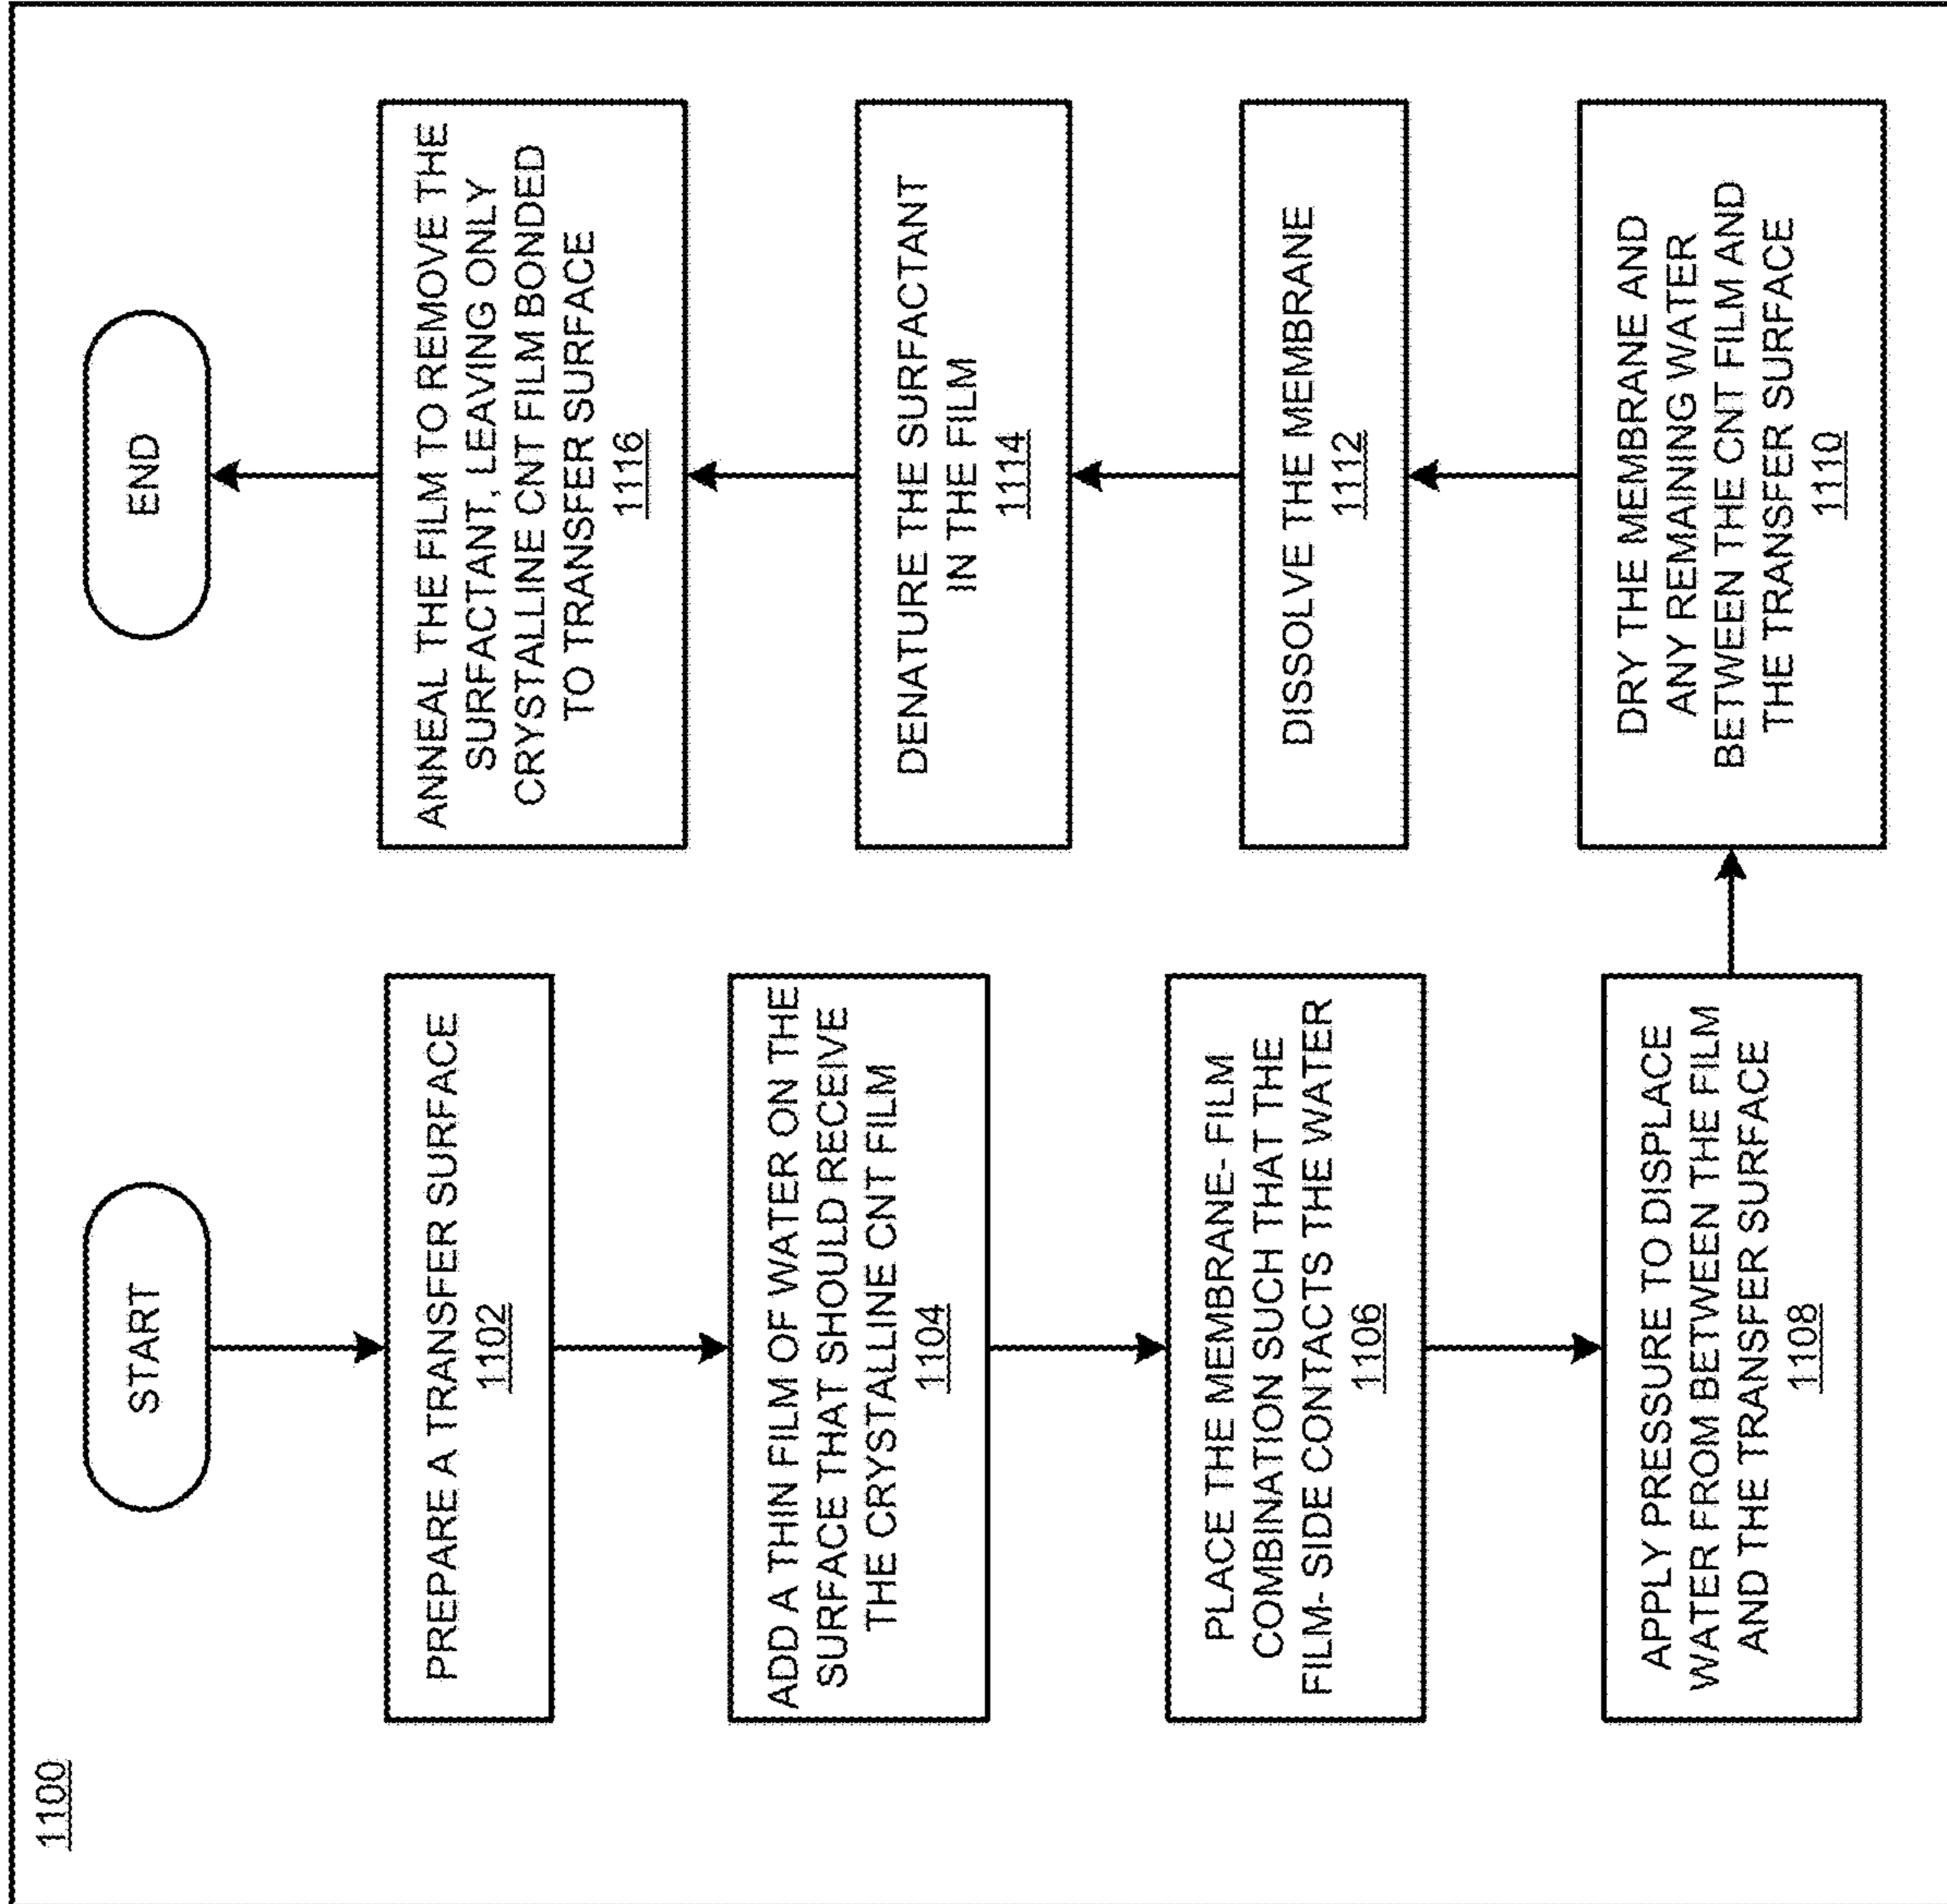 1100
START
PREPARE A TRANSFER SURFACE
1102
ADD A THIN FILM OF WATER ON THE
SURFACE THAT SHOULD RECEIVE
THE CRYSTALLINE CNT FILM
1104
PLACE THE MEMBRANE- FILM
COMBINATION SUCH THAT THE
FILM- SIDE CONTACTS THE WATER
1106
APPLY PRESSURE TO DISPLACE
WATER FROM BETWEEN THE FILM
AND THE TRANSFER SURFACE
1108
DRY THE MEMBRANE AND
ANY REMAINING WATER
BETWEEN THE CNT FILM AND
THE TRANSFER SURFACE
1110
DISSOLVE THE MEMBRANE
1112
DENATURE THE SURFACTANT
IN THE FILM
1114
ANNEAL THE FILM TO REMOVE THE
SURFACTANT, LEAVING ONLY
CRYSTALLINE CNT FILM BONDED
TO TRANSFER SURFACE
1116
END